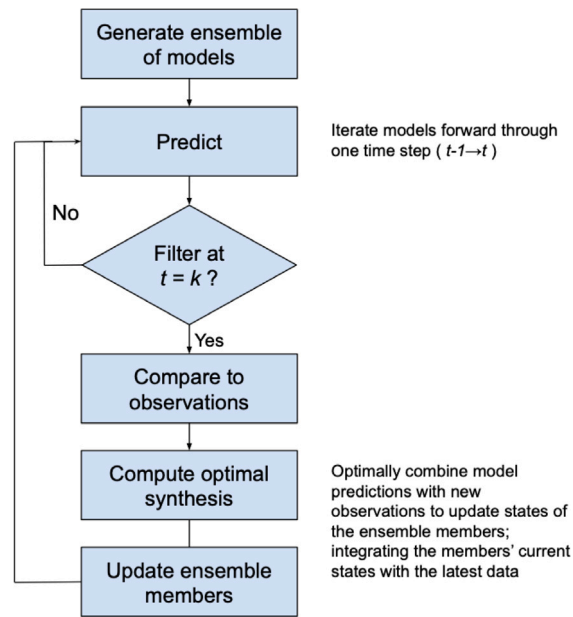 Generate ensemble
of models
Predict
Iterate models forward through
one time step ( t-1→t )
No
Filter at
t = k ?
Yes
Compare to
observations
Compute optimal
synthesis
Optimally combine model
predictions with new
observations to update states of
the ensemble members;
integrating the members’ current
states with the latest data
Update ensemble
members